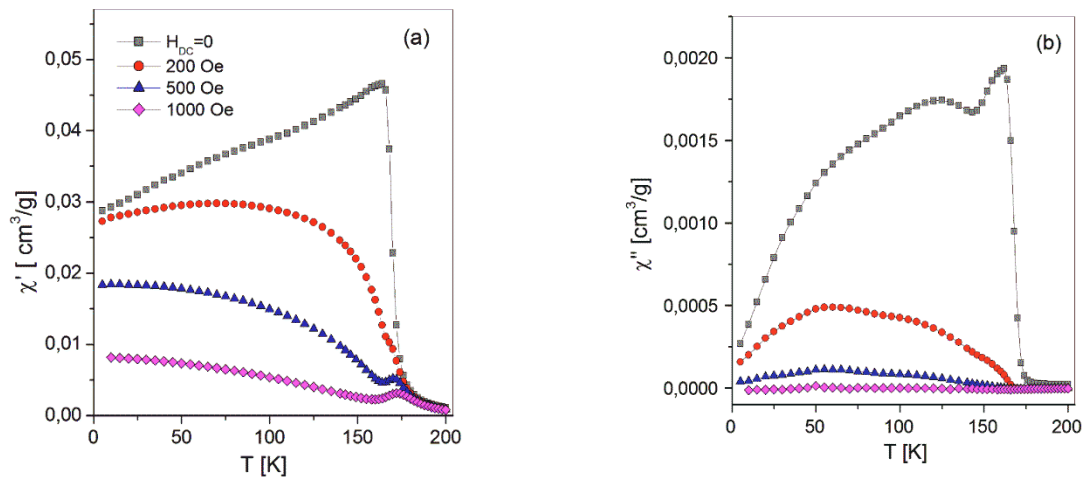 (a)
H_DC=0
200 Oe
500 Oe
1000 Oe
0,05
0,04
0,03
0,02
0,01
0,00
χ' [ cm³/g]
0 50 100 150 200
T [K]
(b)
0,0020
0,0015
0,0010
0,0005
0,0000
χ'' [cm³/g]
0 50 100 150 200
T [K]